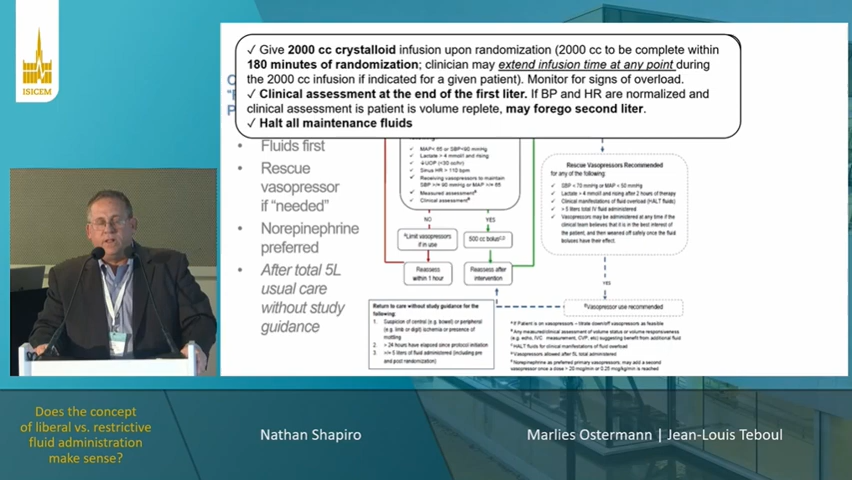 ISICEM
✓ Give 2000 cc crystalloid infusion upon randomization (2000 cc to be complete within
180 minutes of randomization; clinician may extend infusion time at any point during
the 2000 cc infusion if indicated for a given patient). Monitor for signs of overload.
✓ Clinical assessment at the end of the first liter. If BP and HR are normalized and
clinical assessment is patient is volume replete, may forego second liter.
✓ Halt all maintenance fluids
• Fluids first
• Rescue
vasopressor
if "needed"
• Norepinephrine
preferred
• After total 5L
usual care
without study
guidance
✓ MAP< 65 or SBP<90 mmHg
✓ Lactate > 4 mmol/l and rising
✓ ↓UOP (<30 cc/hr)
✓ Sinus HR > 110 bpm
✓ Receiving vasopressors to maintain
SBP >/= 90 mmHg or MAP >/= 65
✓ Measured assessment
✓ Clinical assessment
NO
YES
Limit vasopressors
if in use
500 cc bolus
Reassess
within 1 hour
Reassess after
intervention
Rescue Vasopressors Recommended
for any of the following:
✓ SBP < 70 mmHg or MAP < 50 mmHg
✓ Lactate > 4 mmol/l and rising after 2 hours of therapy
✓ Clinical manifestations of fluid overload (HALT fluids)
✓ > 5 liters total IV fluid administered
✓ Vasopressors may be administered at any time if the
clinical team believes that it is in the best interest of
the patient, and then weaned off safely once the fluid
boluses have their effect.
YES
Vasopressor use recommended
Return to care without study guidance for the
following:
1. Suspicion of central (e.g. bowel) or peripheral
(e.g. limb or digit) ischemia or presence of
mottling
2. > 24 hours have elapsed since protocol initiation
3. >/= 5 liters of fluid administered (including pre
and post randomization)
If Patient is on vasopressors – titrate down/off vasopressors as feasible
Any measured/clinical assessment of volume status or volume responsiveness
(e.g. echo, IVC measurement, CVP, etc) suggesting benefit from additional fluid
HALT fluids for clinical manifestations of fluid overload
Vasopressors allowed after 5L total administered
Norepinephrine as preferred primary vasopressors, may add a second
vasopressor once a dose > 20 mcg/min or 0.25 mcg/kg/min is reached
Does the concept
of liberal vs. restrictive
fluid administration
make sense?
Nathan Shapiro
Marlies Ostermann | Jean-Louis Teboul